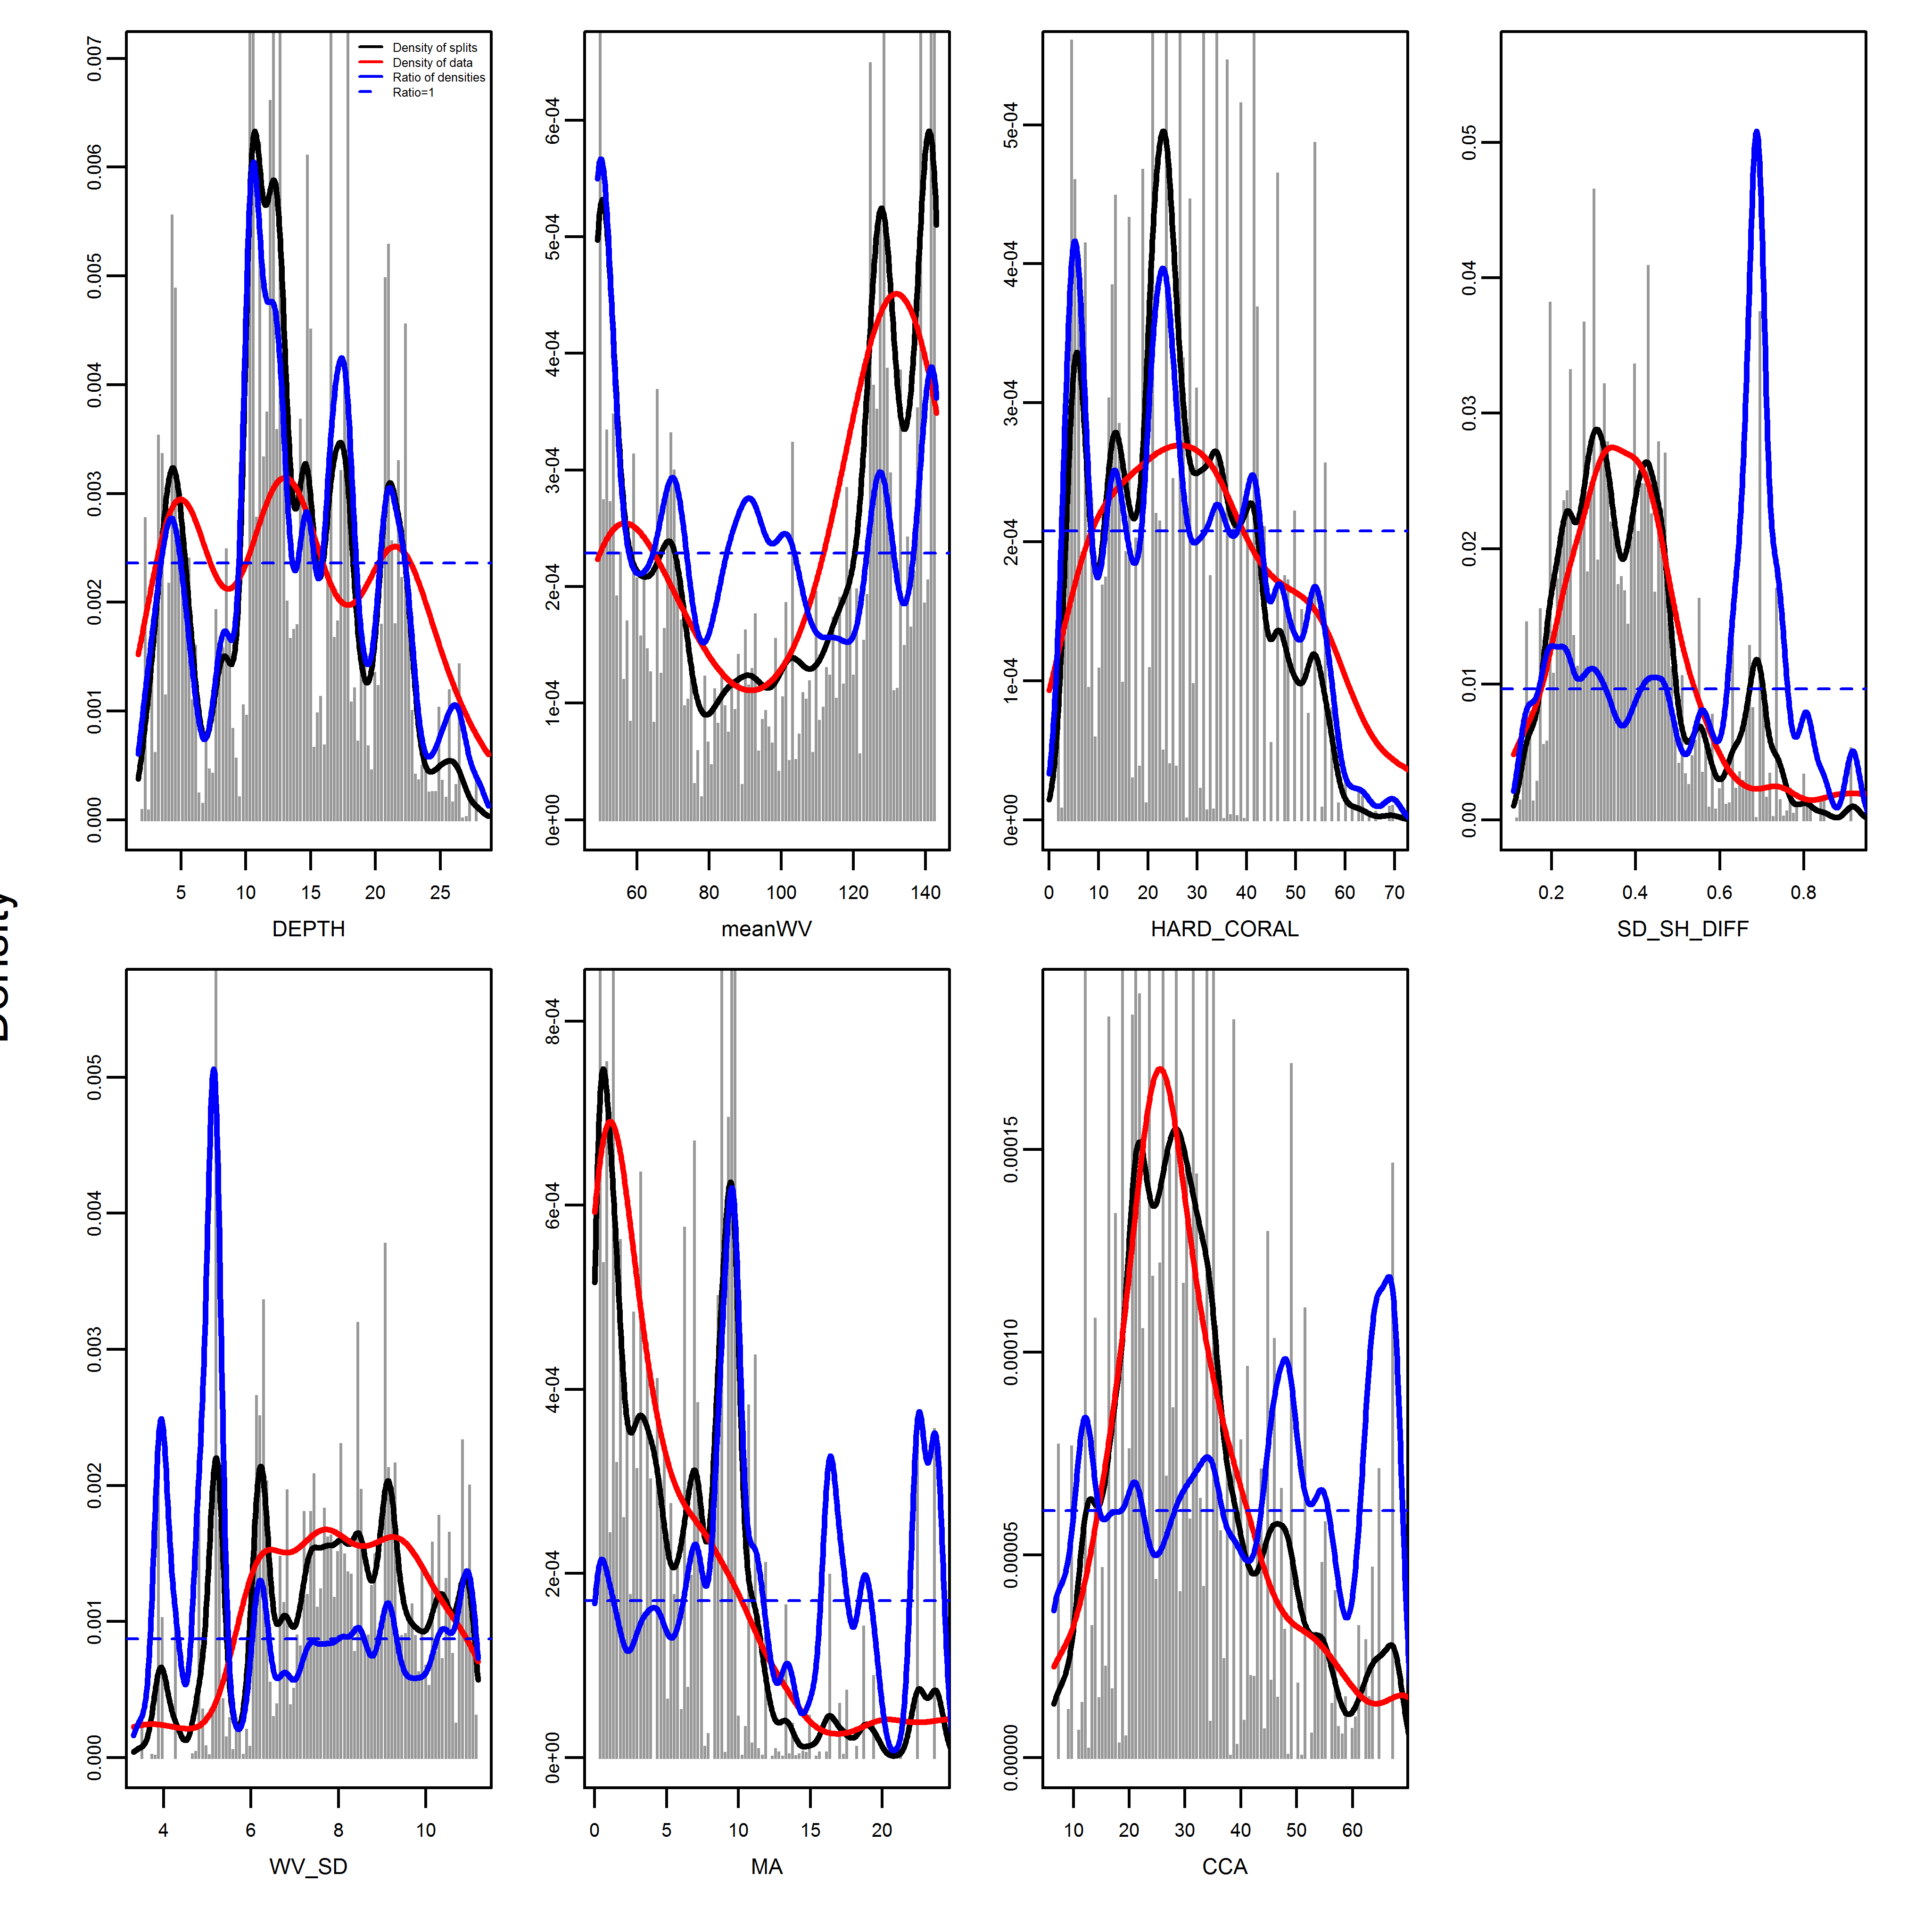 Density of splits
Density of data
Ratio of densities
Ratio=1
0.007
0.006
0.005
0.004
0.003
0.002
0.001
0.000
5 10 15 20 25
DEPTH
6e-04
5e-04
4e-04
3e-04
2e-04
1e-04
0e+00
60 80 100 120 140
meanWV
5e-04
4e-04
3e-04
2e-04
1e-04
0e+00
0 10 20 30 40 50 60 70
HARD_CORAL
0.05
0.04
0.03
0.02
0.01
0.00
0.2 0.4 0.6 0.8
SD_SH_DIFF
Density
0.005
0.004
0.003
0.002
0.001
0.000
4 6 8 10
WV_SD
8e-04
6e-04
4e-04
2e-04
0e+00
0 5 10 15 20
MA
0.00015
0.00010
0.00005
0.00000
10 20 30 40 50 60
CCA